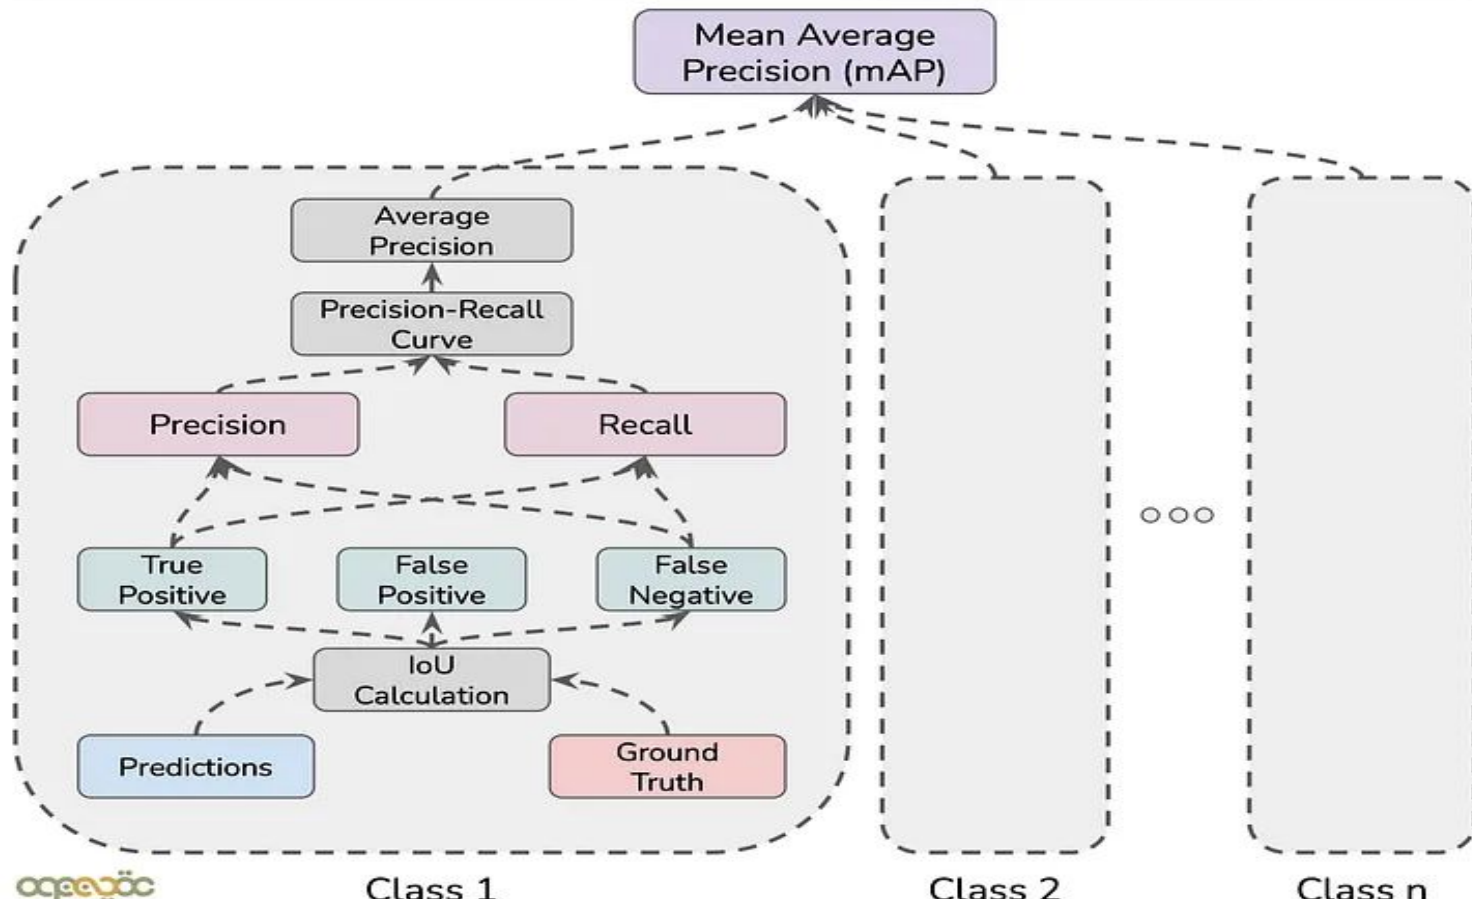 Mean Average
Precision (mAP)
Average
Precision
Precision-Recall
Curve
Precision
Recall
True
Positive
False
Positive
False
Negative
IoU
Calculation
Predictions
Ground
Truth
Class 1
Class 2
Class n